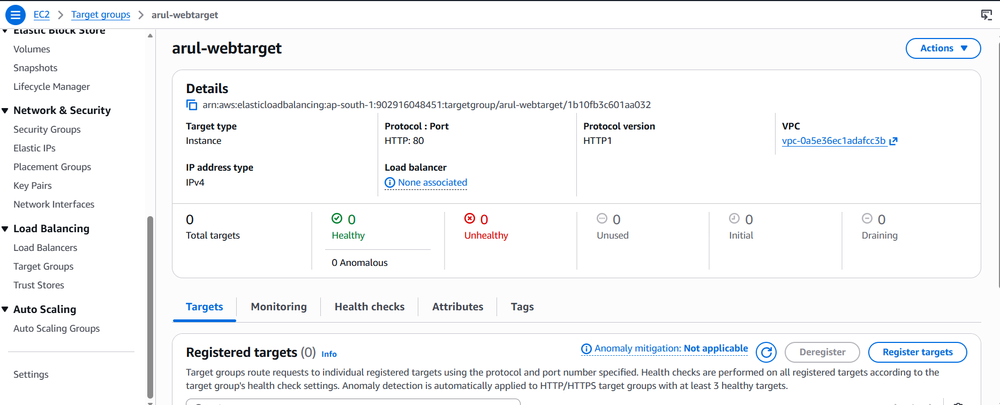 EC2 > Target groups > arul-webtarget
Elastic Block Store
Volumes
Snapshots
Lifecycle Manager
Network & Security
Security Groups
Elastic IPs
Placement Groups
Key Pairs
Network Interfaces
Load Balancing
Load Balancers
Target Groups
Trust Stores
Auto Scaling
Auto Scaling Groups
Settings
arul-webtarget
Actions
Details
arn:aws:elasticloadbalancing:ap-south-1:902916048451:targetgroup/arul-webtarget/1b10fb3c601aa032
Target type
Instance
Protocol : Port
HTTP: 80
Protocol version
HTTP1
VPC
vpc-0a5e36ec1adafcc3b
IP address type
IPv4
Load balancer
None associated
0
Total targets
0
Healthy
0 Anomalous
0
Unhealthy
0
Unused
0
Initial
0
Draining
Targets
Monitoring
Health checks
Attributes
Tags
Registered targets (0) Info
Anomaly mitigation: Not applicable
Deregister
Register targets
Target groups route requests to individual registered targets using the protocol and port number specified. Health checks are performed on all registered targets according to the
target group's health check settings. Anomaly detection is automatically applied to HTTP/HTTPS target groups with at least 3 healthy targets.